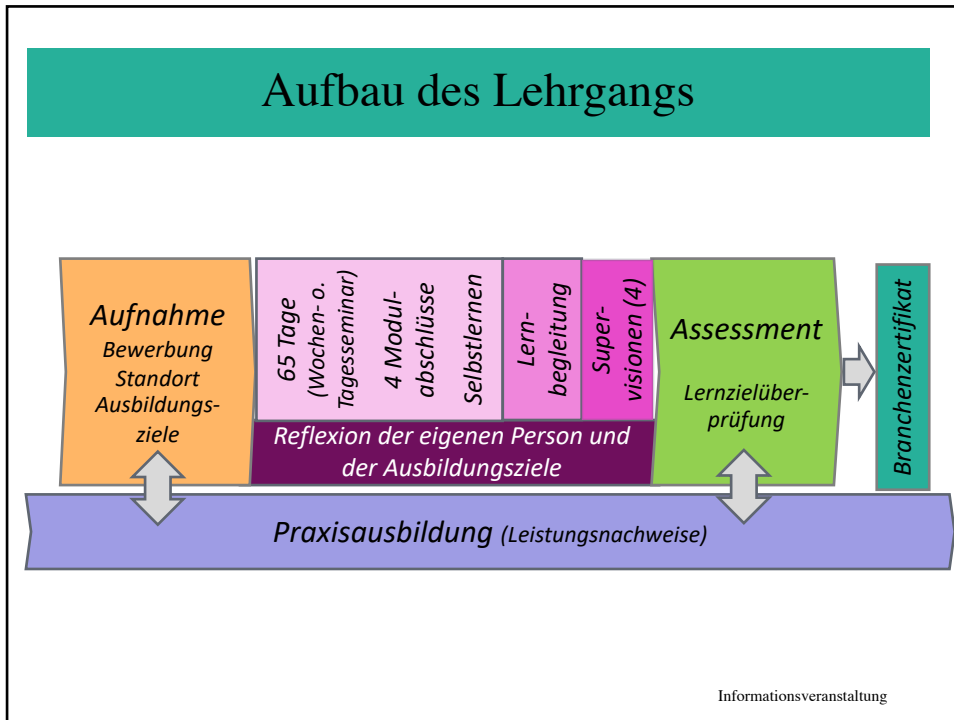 Aufbau des Lehrgangs
Aufnahme
Bewerbung
Standort
Ausbildungs-
ziele
65 Tage
(Wochen- o.
Tagesseminar)
4 Modul-
abschlüsse
Selbstlernen
Lern-
begleitung
Super-
visionen (4)
Reflexion der eigenen Person und
der Ausbildungsziele
Assessment
Lernzielüber-
prüfung
Branchenzertifikat
Praxisausbildung (Leistungsnachweise)
Informationsveranstaltung